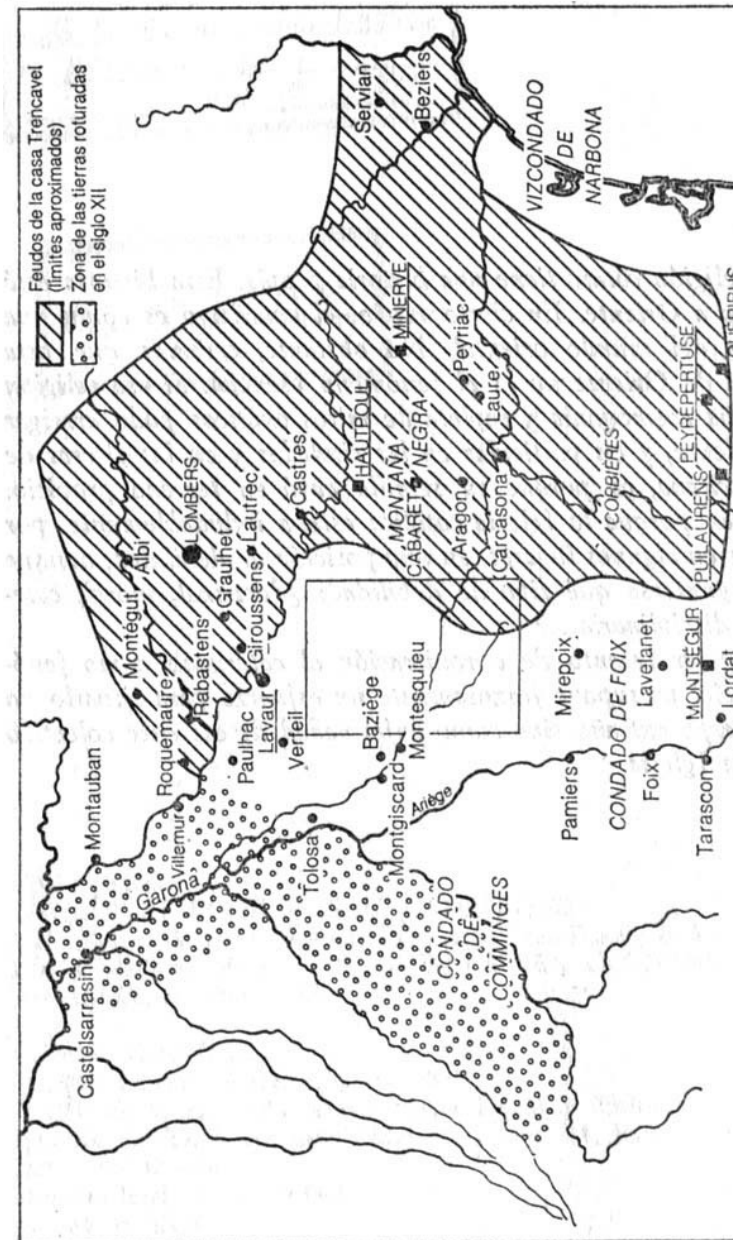 Feudos de la casa Trencavel
(límites aproximados)
Zona de las tierras roturadas
en el siglo XII
Castelsarrasin
Montauban
Montégut
Albi
Roquemaure
Villemur
Rabastens
LOMBERS
Graulhet
Lautrec
Giroussens
Paulhac
Lavaur
Verfeil
Castres
Garona
Tolosa
HAUTPOUL
MINERVE
Servian
Beziers
Baziège
Montesquieu
Montgiscard
Ariège
MONTAÑA
NEGRA
CABARET
Aragon
Peyriac
Laure
Carcasona
VIZCONDADO
DE
NARBONA
CONDADO
DE
COMMINGES
Pamiers
Mirepoix
CORBIÈRES
CONDADO DE FOIX
Foix
Lavelanet
MONTSÉGUR
Tarascon
Lordat
PUILAURENS
PEYREPERTUSE